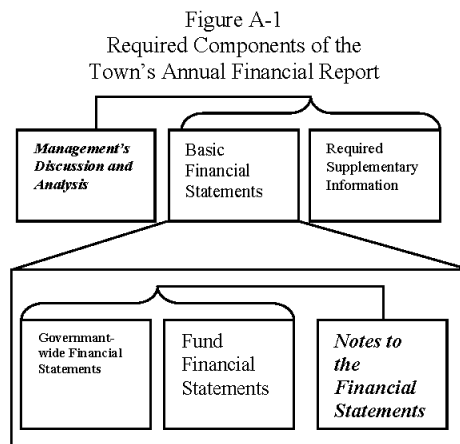 Figure A-1
Required Components of the
Town's Annual Financial Report
Management's
Discussion and
Analysis
Basic
Financial
Statements
Required
Supplementary
Information
Governmant-
wide Financial
Statements
Fund
Financial
Statements
Notes to
the
Financial
Statements